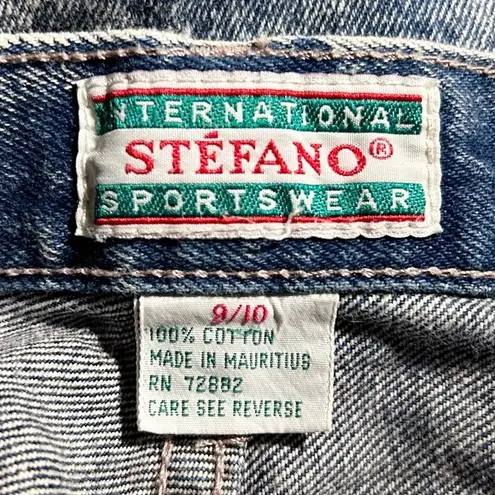 INTERNATIONAL
STÉFANO®
SPORTSWEAR
9/10
100% COTTON
MADE IN MAURITIUS
RN 72882
CARE SEE REVERSE